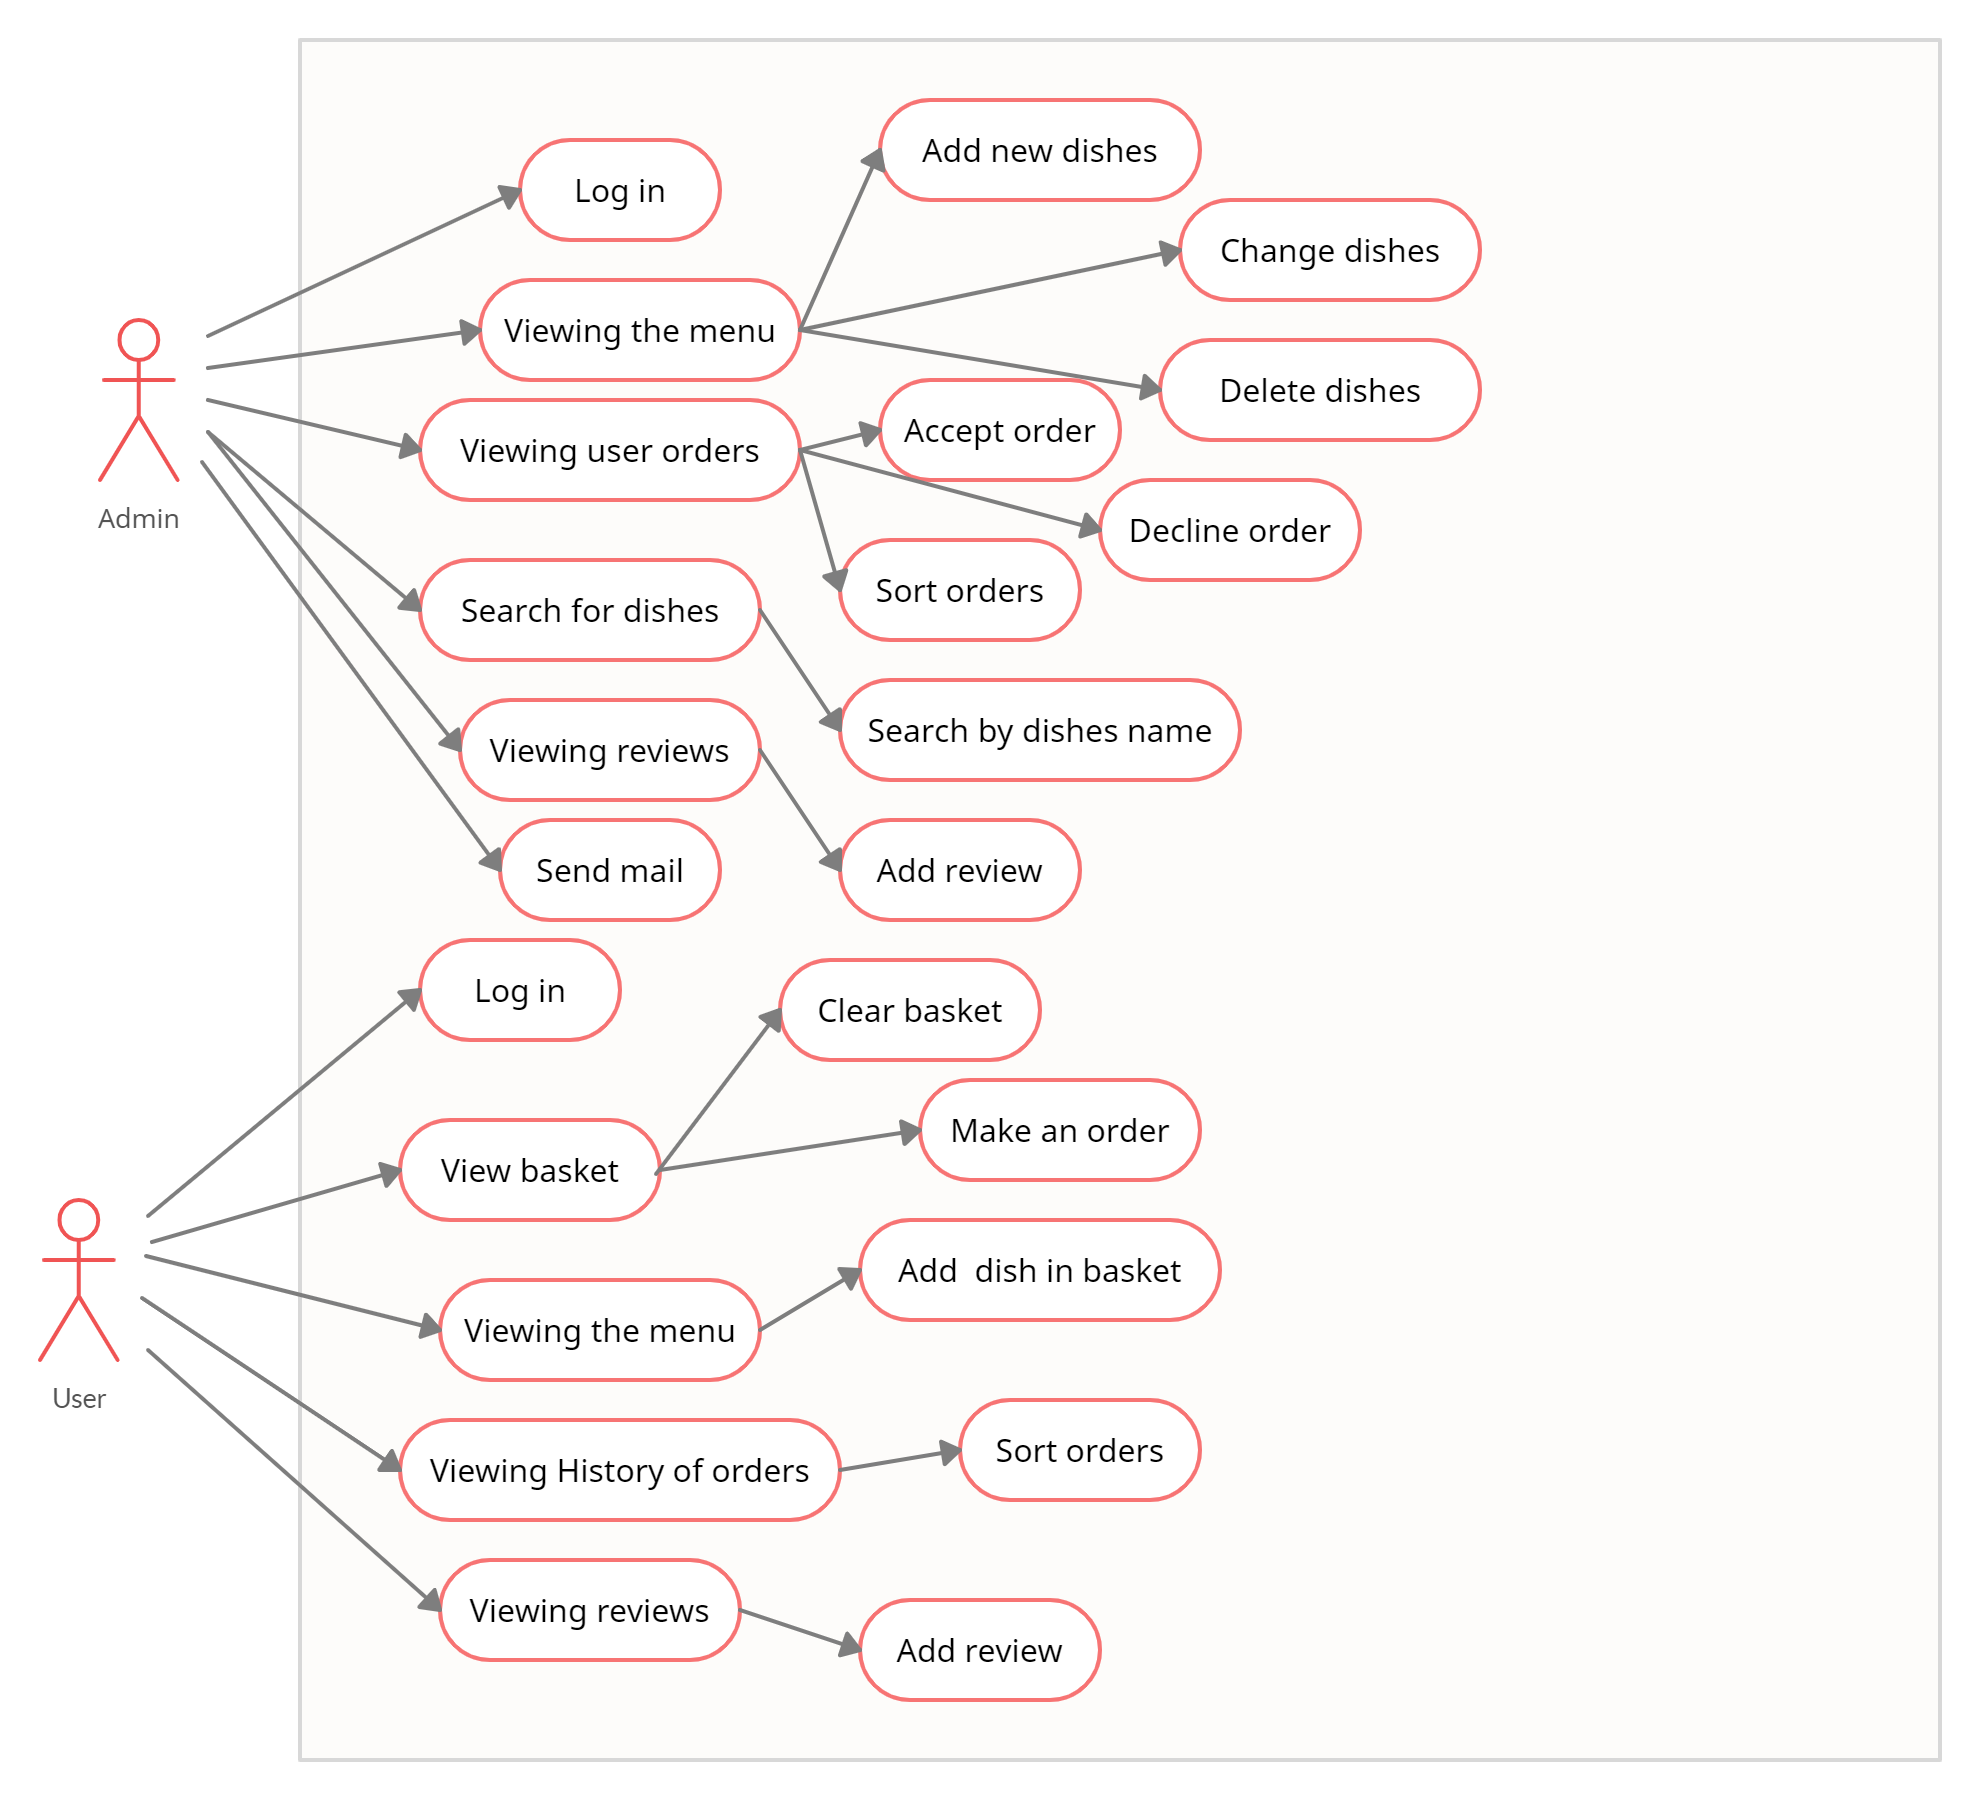 Add new dishes
Log in
Change dishes
Viewing the menu
Delete dishes
Accept order
Viewing user orders
Admin
Decline order
Sort orders
Search for dishes
Search by dishes name
Viewing reviews
Send mail
Add review
Log in
Clear basket
Make an order
View basket
Add  dish in basket
Viewing the menu
User
Sort orders
Viewing History of orders
Viewing reviews
Add review